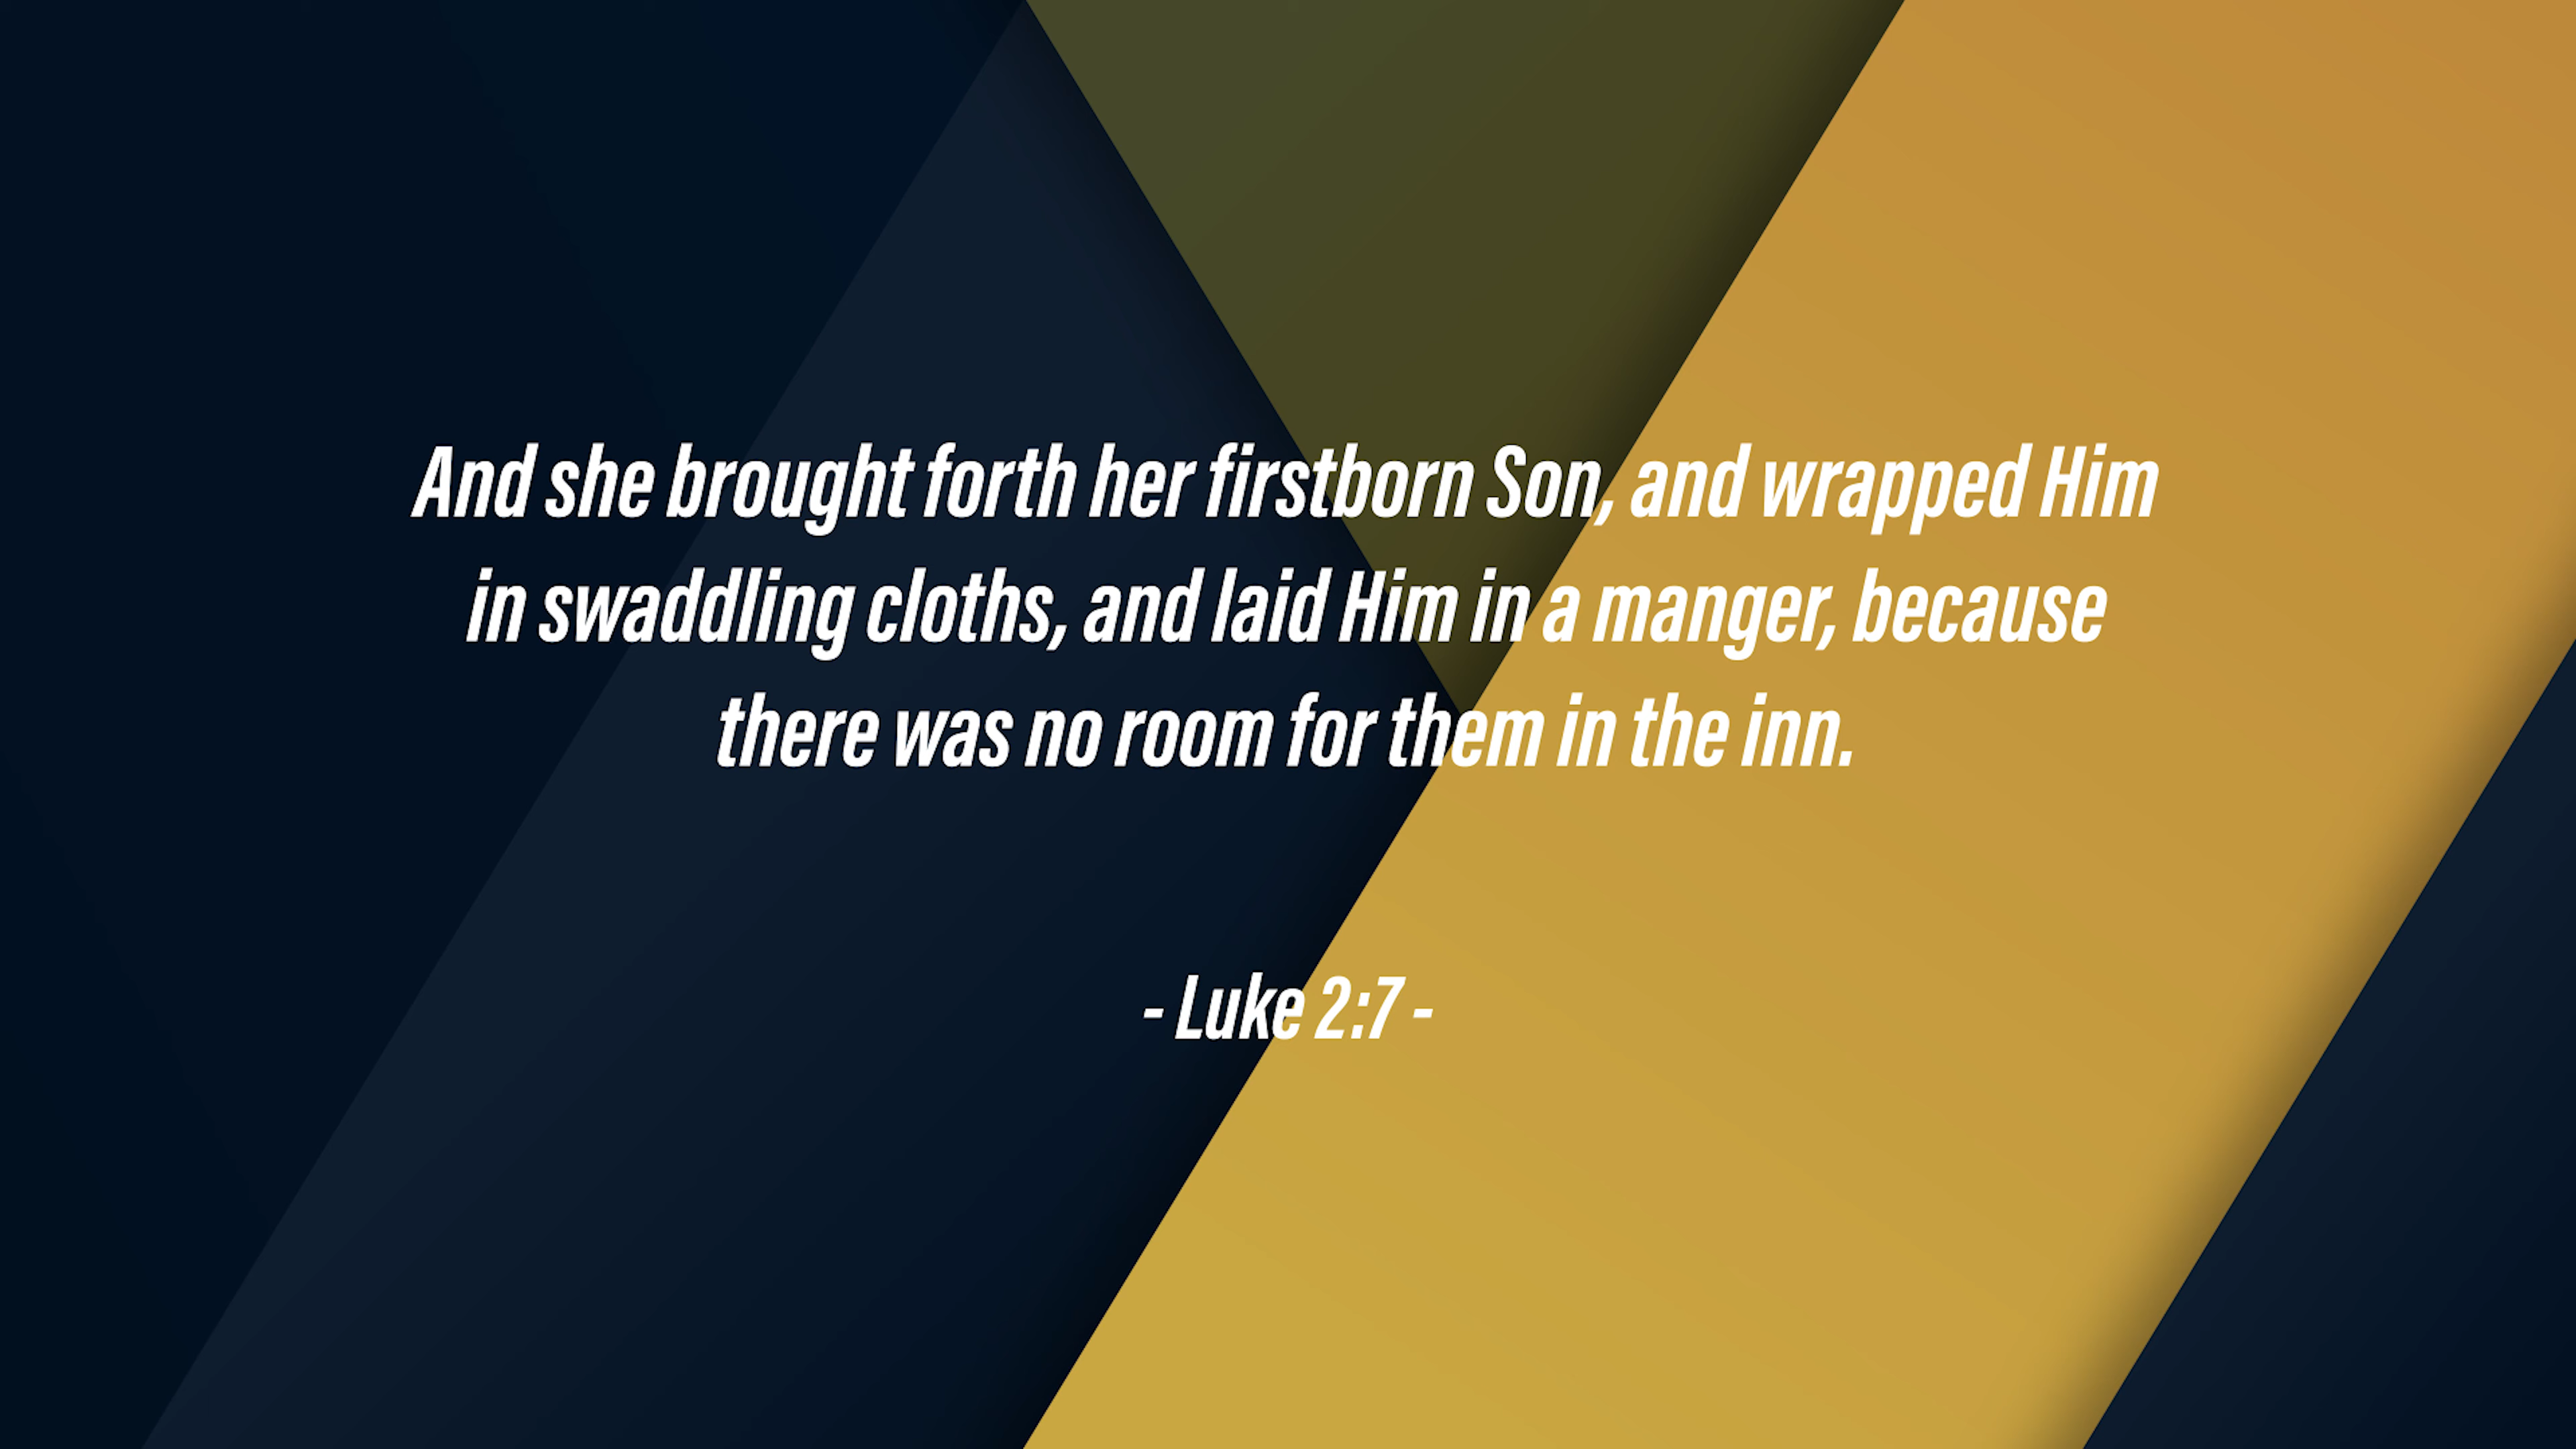 And she brought forth her firstborn Son, and wrapped Him
in swaddling cloths, and laid Him in a manger, because
there was no room for them in the inn.
- Luke 2:7 -